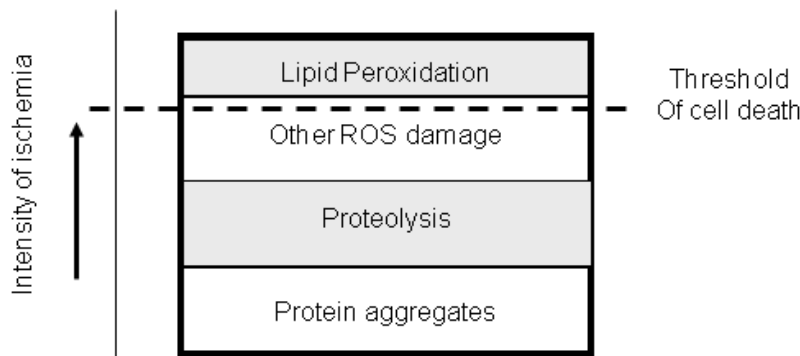 Lipid Peroxidation
Threshold
Of cell death
Other ROS damage
Proteolysis
Protein aggregates
Intensity of ischemia